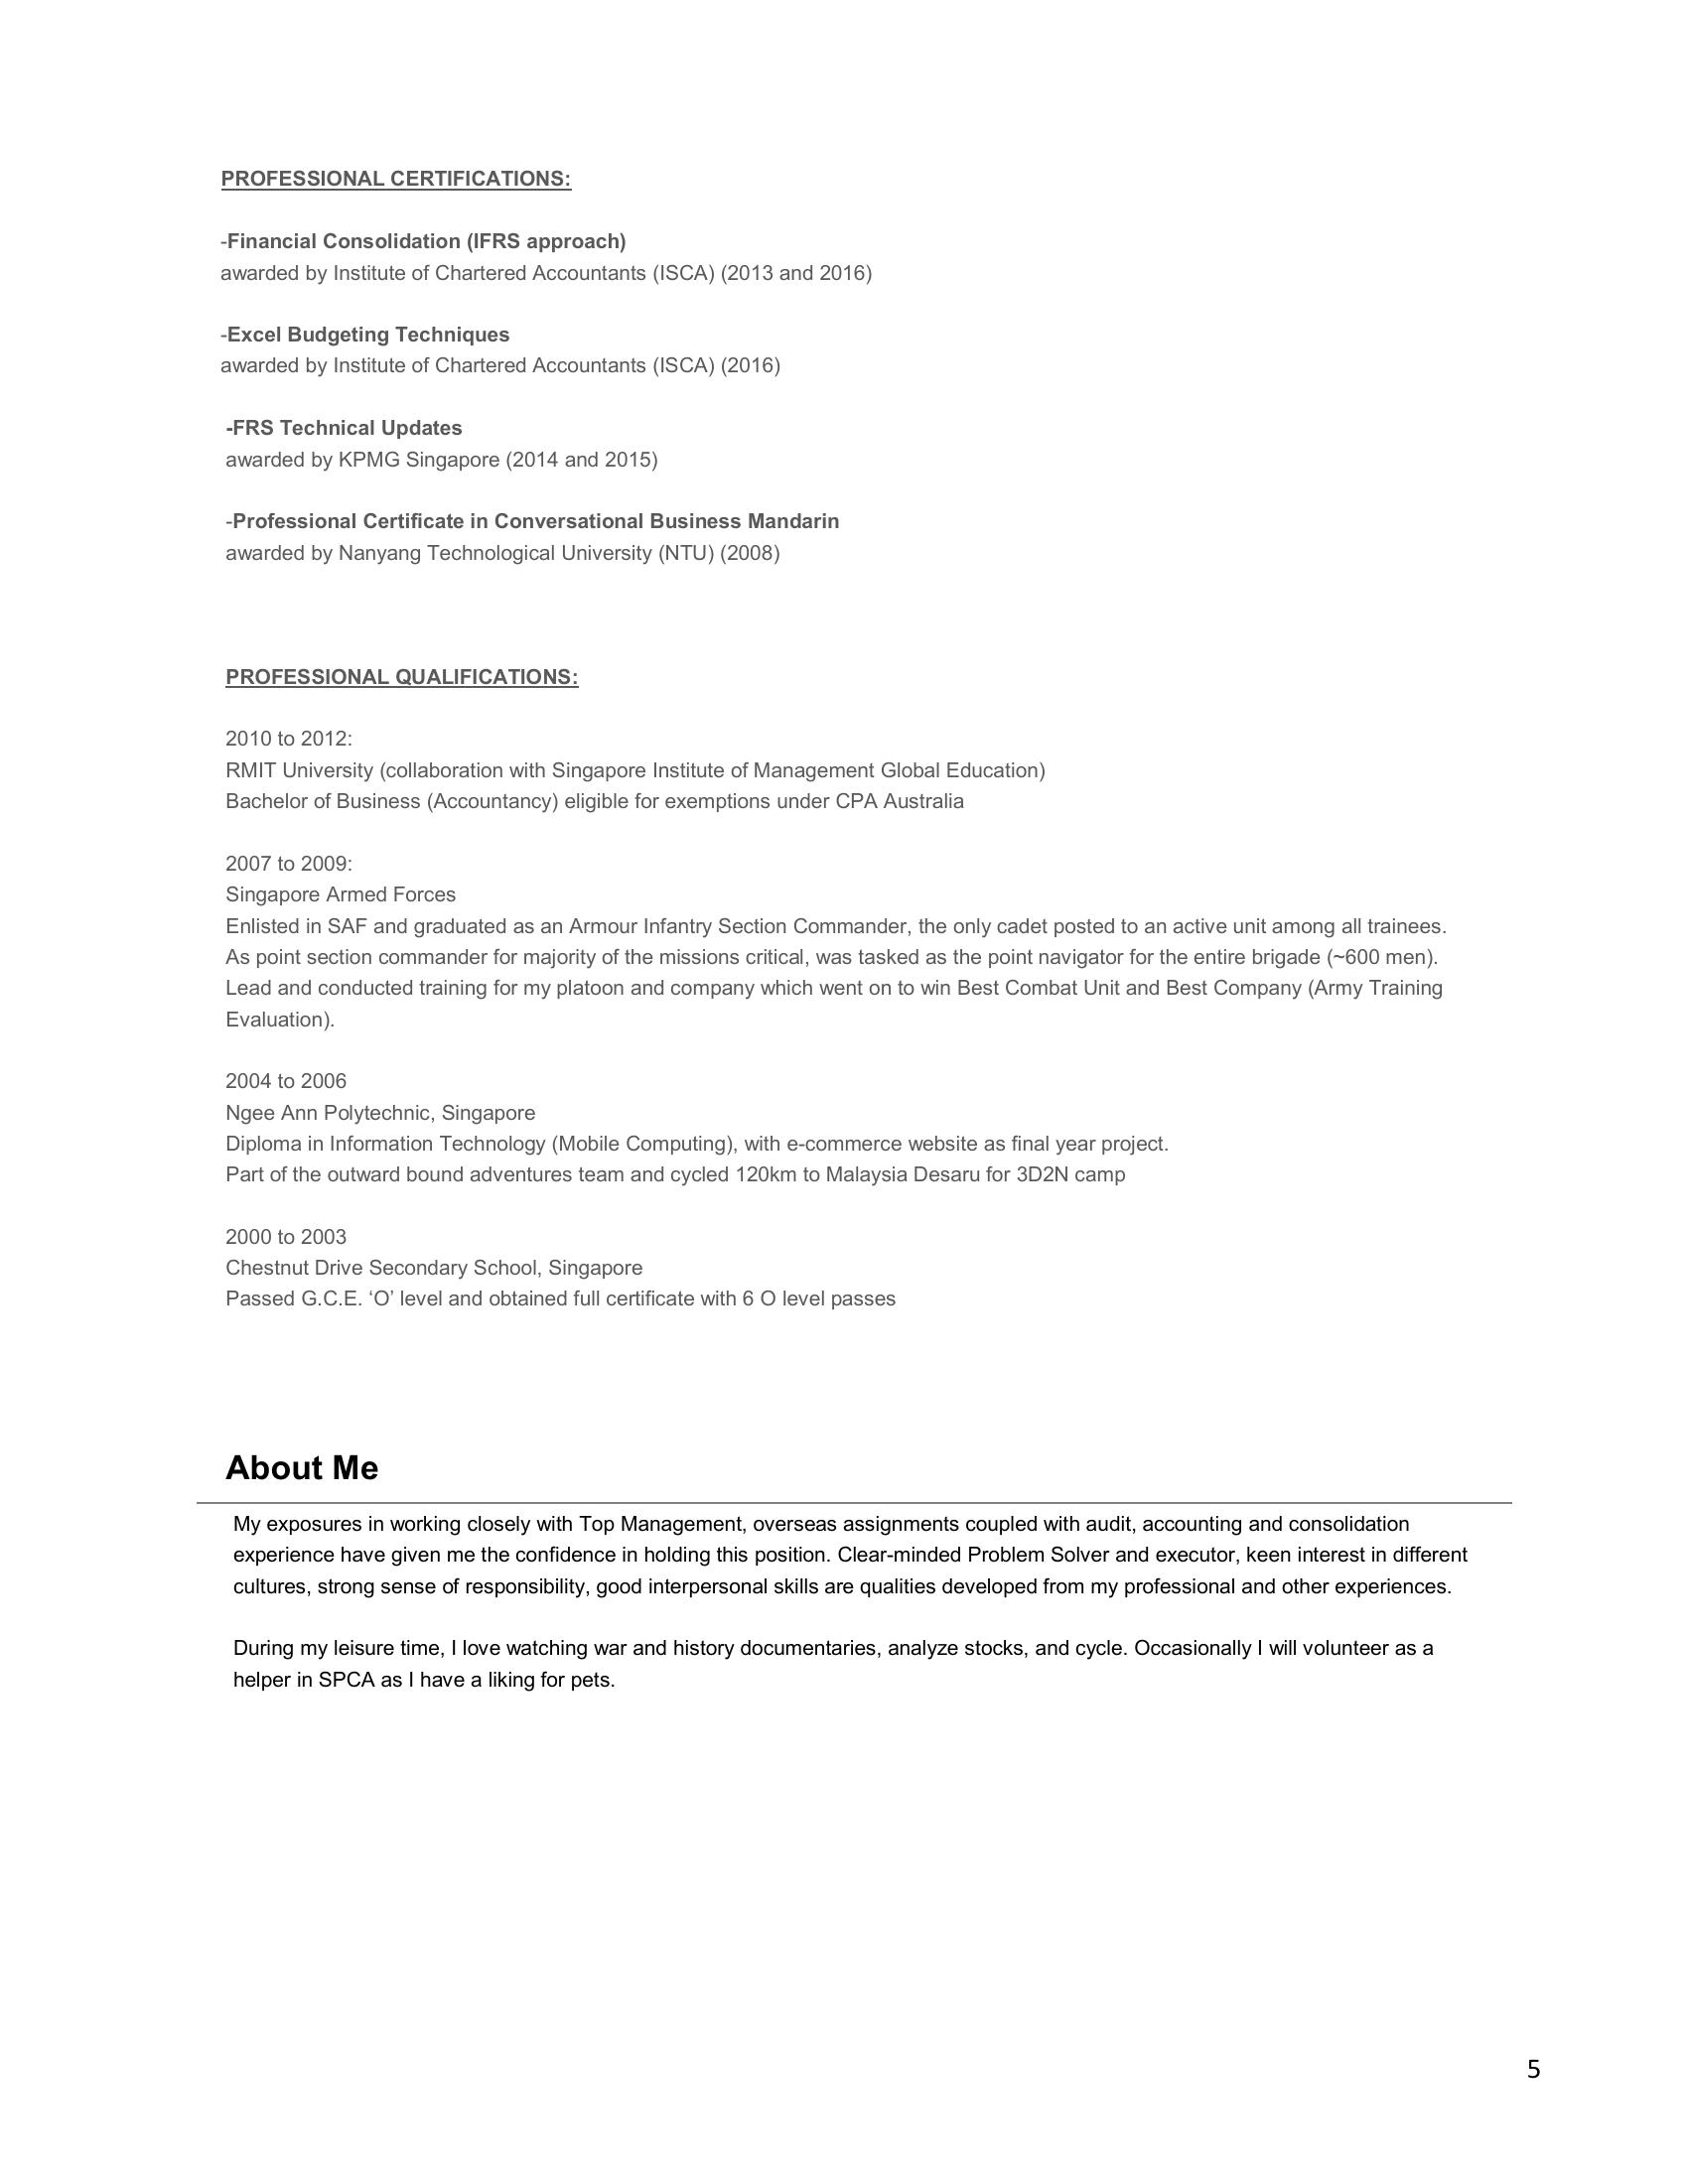 PROFESSIONAL CERTIFICATIONS:
-Financial Consolidation (IFRS approach)
awarded by Institute of Chartered Accountants (ISCA) (2013 and 2016)
-Excel Budgeting Techniques
awarded by Institute of Chartered Accountants (ISCA) (2016)
-FRS Technical Updates
awarded by KPMG Singapore (2014 and 2015)
-Professional Certificate in Conversational Business Mandarin
awarded by Nanyang Technological University (NTU) (2008)
PROFESSIONAL QUALIFICATIONS:
2010 to 2012:
RMIT University (collaboration with Singapore Institute of Management Global Education)
Bachelor of Business (Accountancy) eligible for exemptions under CPA Australia
2007 to 2009:
Singapore Armed Forces
Enlisted in SAF and graduated as an Armour Infantry Section Commander, the only cadet posted to an active unit among all trainees.
As point section commander for majority of the missions critical, was tasked as the point navigator for the entire brigade (~600 men).
Lead and conducted training for my platoon and company which went on to win Best Combat Unit and Best Company (Army Training
Evaluation).
2004 to 2006
Ngee Ann Polytechnic, Singapore
Diploma in Information Technology (Mobile Computing), with e-commerce website as final year project.
Part of the outward bound adventures team and cycled 120km to Malaysia Desaru for 3D2N camp
2000 to 2003
Chestnut Drive Secondary School, Singapore
Passed G.C.E. ‘O’ level and obtained full certificate with 6 O level passes
About Me
My exposures in working closely with Top Management, overseas assignments coupled with audit, accounting and consolidation
experience have given me the confidence in holding this position. Clear-minded Problem Solver and executor, keen interest in different
cultures, strong sense of responsibility, good interpersonal skills are qualities developed from my professional and other experiences.
During my leisure time, I love watching war and history documentaries, analyze stocks, and cycle. Occasionally I will volunteer as a
helper in SPCA as I have a liking for pets.
5